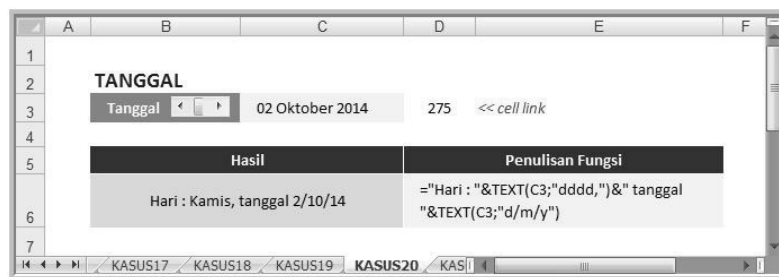 A B C D E F
1
2 TANGGAL
3 Tanggal 02 Oktober 2014 275 << cell link
4
5 Hasil Penulisan Fungsi
="Hari : "&TEXT(C3;"dddd,")&" tanggal
Hari : Kamis, tanggal 2/10/14
6 "&TEXT(C3;"d/m/y")
7
KASUS17 KASUS18 KASUS19 KASUS20 KAS